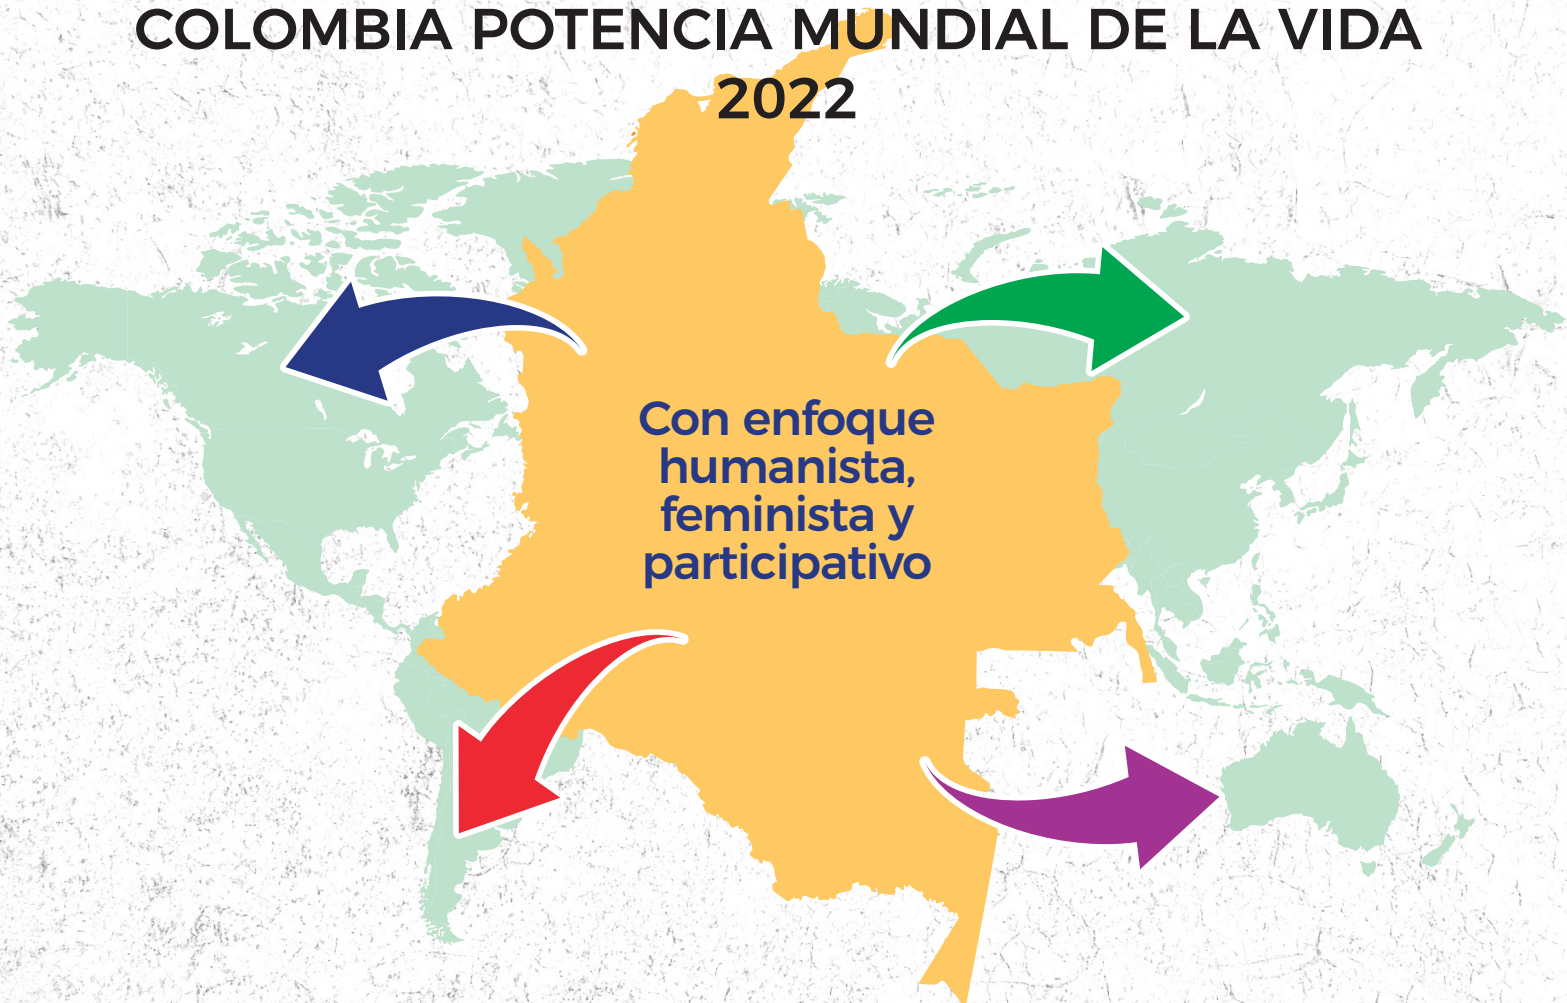 COLOMBIA POTENCIA MUNDIAL DE LA VIDA
2022
Con enfoque
humanista,
feminista y
participativo